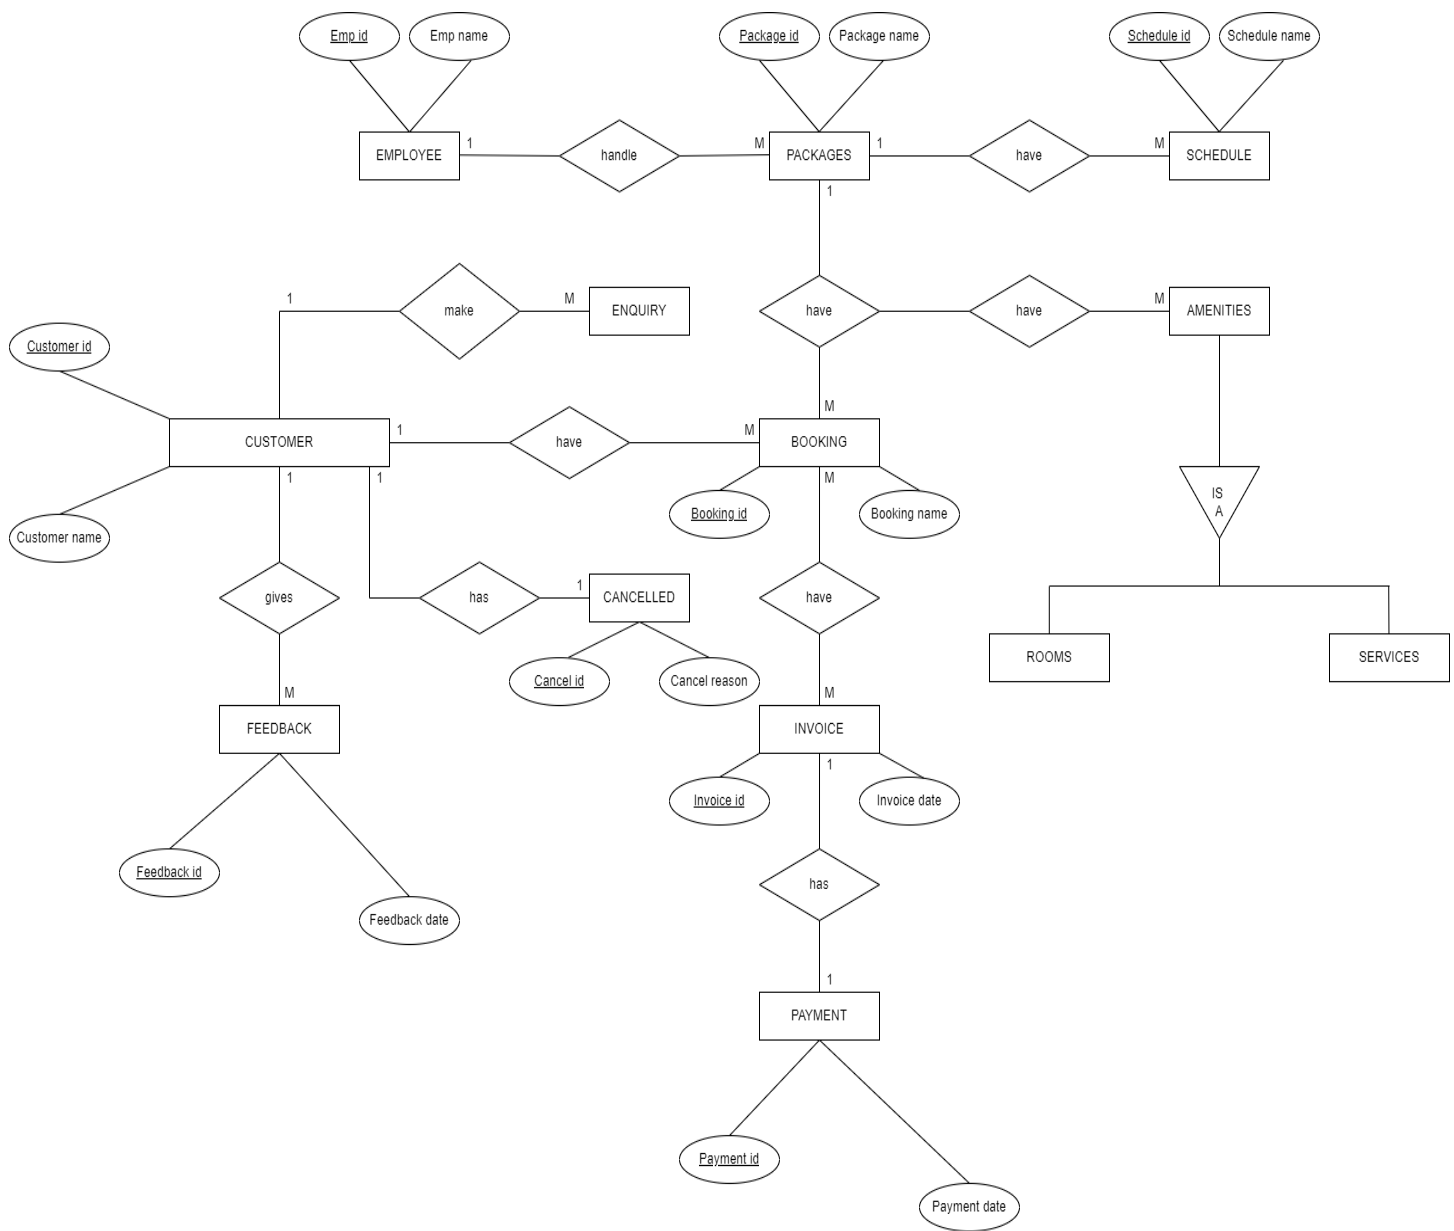 Emp id
Emp name
Package id
Package name
Schedule id
Schedule name
EMPLOYEE
1
handle
M
PACKAGES
1
have
M
SCHEDULE
1
1
make
M
ENQUIRY
have
have
M
AMENITIES
Customer id
M
CUSTOMER
1
have
M
BOOKING
1
1
M
IS
A
Customer name
Booking id
Booking name
gives
has
1
CANCELLED
have
ROOMS
SERVICES
Cancel id
Cancel reason
M
M
FEEDBACK
INVOICE
1
Invoice id
Invoice date
Feedback id
has
Feedback date
1
PAYMENT
Payment id
Payment date